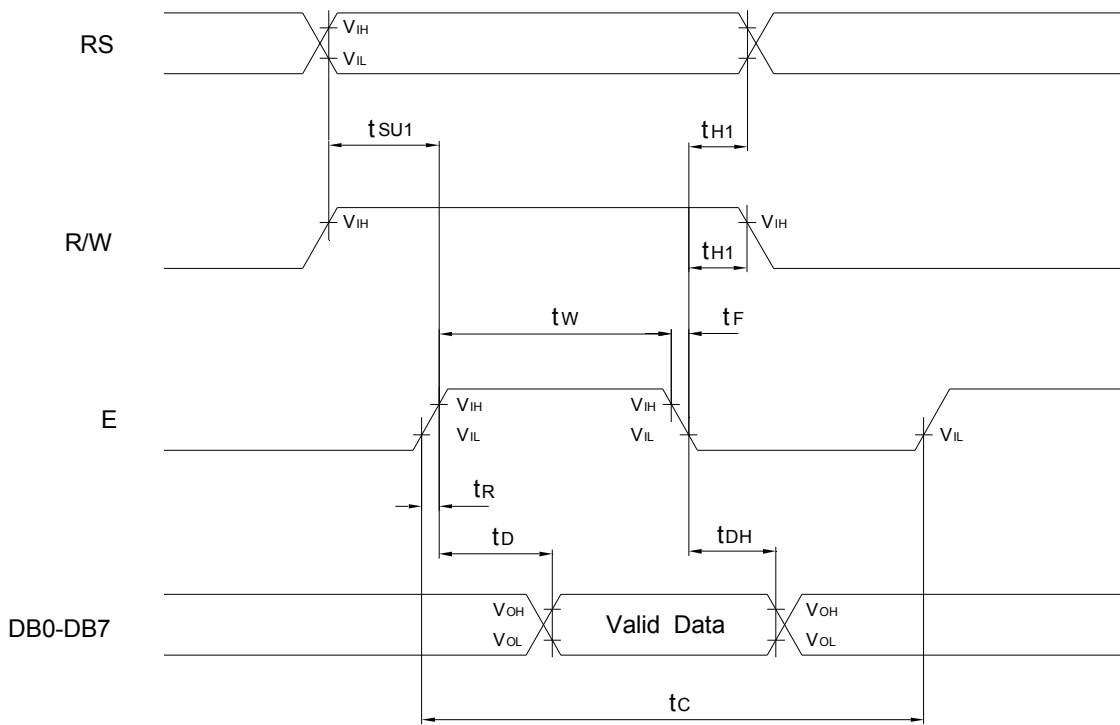 RS
VIH
VIL
tSU1
tH1
R/W
VIH
VIH
tH1
tW
tF
E
VIH
VIL
VIH
VIL
VIL
tR
tD
tDH
DB0-DB7
VOH
VOL
Valid Data
VOH
VOL
tC